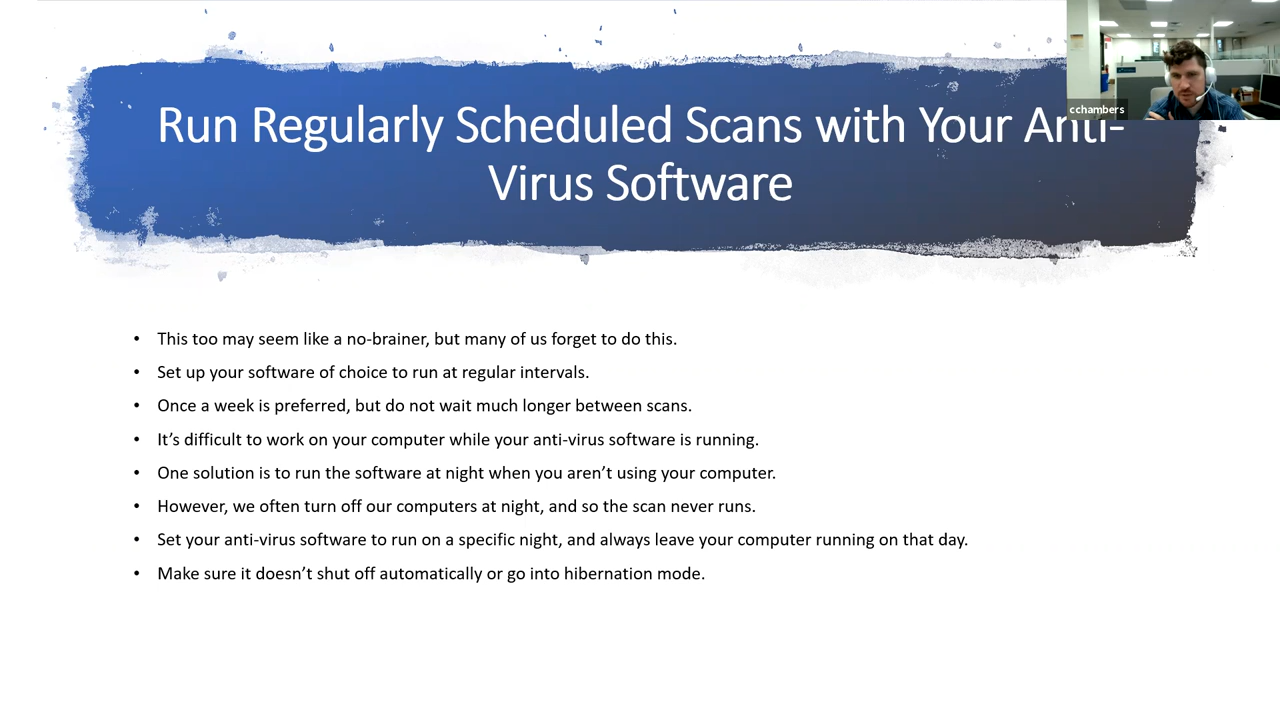 Run Regularly Scheduled Scans with Your Anti-
Virus Software
cchambers
• This too may seem like a no-brainer, but many of us forget to do this.
• Set up your software of choice to run at regular intervals.
• Once a week is preferred, but do not wait much longer between scans.
• It’s difficult to work on your computer while your anti-virus software is running.
• One solution is to run the software at night when you aren’t using your computer.
• However, we often turn off our computers at night, and so the scan never runs.
• Set your anti-virus software to run on a specific night, and always leave your computer running on that day.
• Make sure it doesn’t shut off automatically or go into hibernation mode.